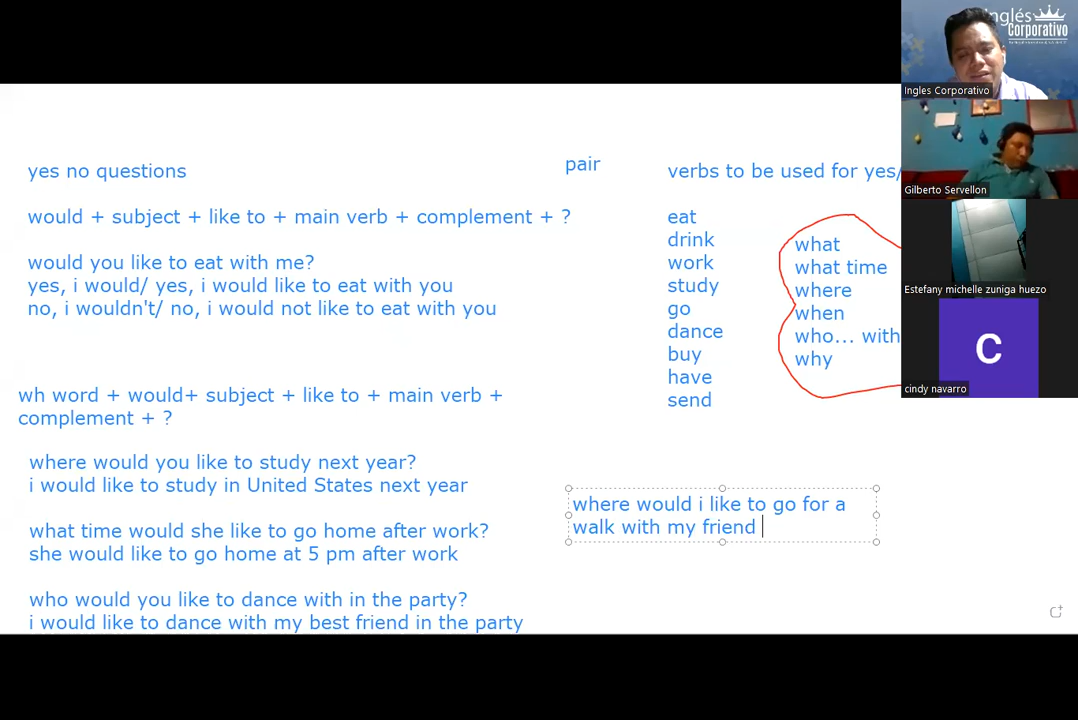 yes no questions
would + subject + like to + main verb + complement + ?
would you like to eat with me?
yes, i would/ yes, i would like to eat with you
no, i wouldn't/ no, i would not like to eat with you
wh word + would+ subject + like to + main verb +
complement + ?
where would you like to study next year?
i would like to study in United States next year
what time would she like to go home after work?
she would like to go home at 5 pm after work
who would you like to dance with in the party?
i would like to dance with my best friend in the party
pair
verbs to be used for yes/
eat
drink
work
study
go
dance
buy
have
send
what
what time
where
when
who... with
why
where would i like to go for a
walk with my friend
inglés
Corporativo
Ingles Corporativo
Gilberto Servellon
Estefany michelle zuniga huezo
C
cindy navarro